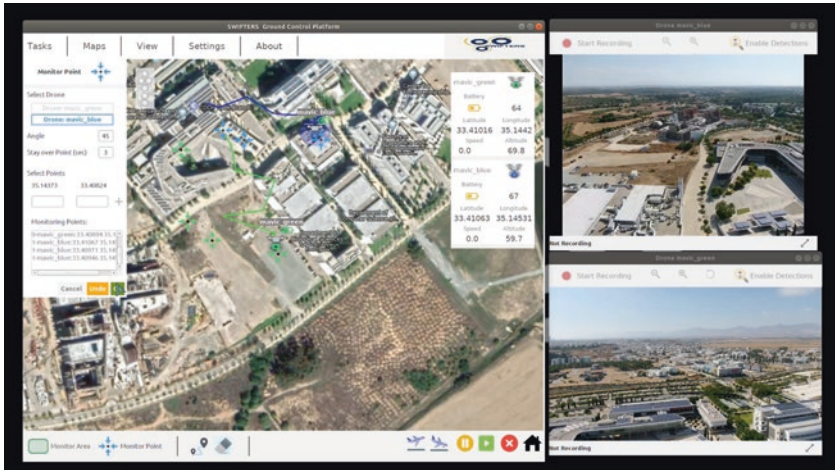 SWIFTERS Ground Control Platform
Tasks Maps View Settings About
SWIFTERS
Monitor Point
Select Drone
Drone: mavic_green
Drone: mavic_blue
Angle 45
Stay over Point (sec) 3
Select Points
35.14373 33.40824
Monitoring Points:
Cancel Undo
mavic_blue
mavic_green
mavic_green
Battery
64
Latitude Longitude
33.41016 35.1442
Speed Altitude
0.0 69.8
mavic_blue
Battery
67
Latitude Longitude
33.41063 35.14531
Speed Altitude
0.0 59.7
Monitor Area Monitor Point
Drone mavic_blue
Start Recording Enable Detections
Not Recording
Drone mavic_green
Start Recording Enable Detections
Not Recording